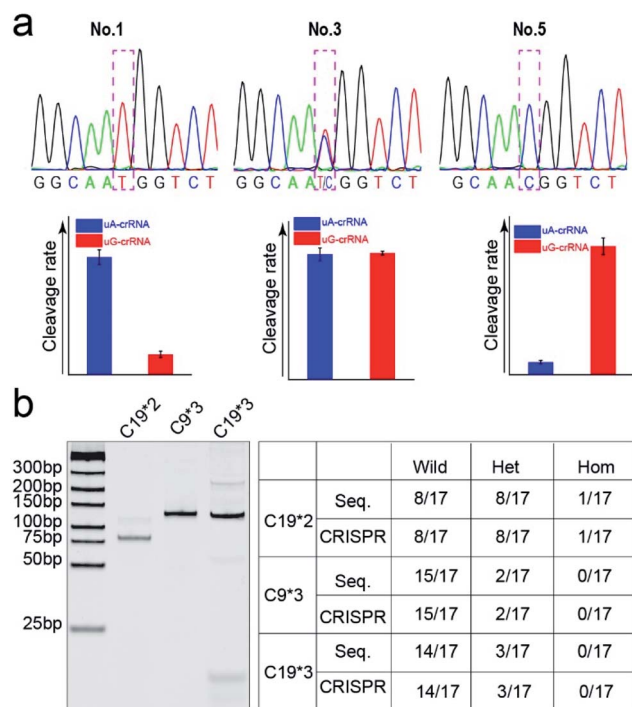 a
No.1 No.3 No.5
GGCAATGGTCT GGCAAT/CGGTCT GCAACGGTCT
Cleavage rate uA-crRNA uG-crRNA
Cleavage rate uA-crRNA uG-crRNA
Cleavage rate uA-crRNA uG-crRNA
b
C19*2 C9*3 C19*3
300bp
200bp
150bp
100bp
75bp
50bp
25bp
Wild Het Hom
C19*2 Seq. 8/17 8/17 1/17
CRISPR 8/17 8/17 1/17
C9*3 Seq. 15/17 2/17 0/17
CRISPR 15/17 2/17 0/17
C19*3 Seq. 14/17 3/17 0/17
CRISPR 14/17 3/17 0/17